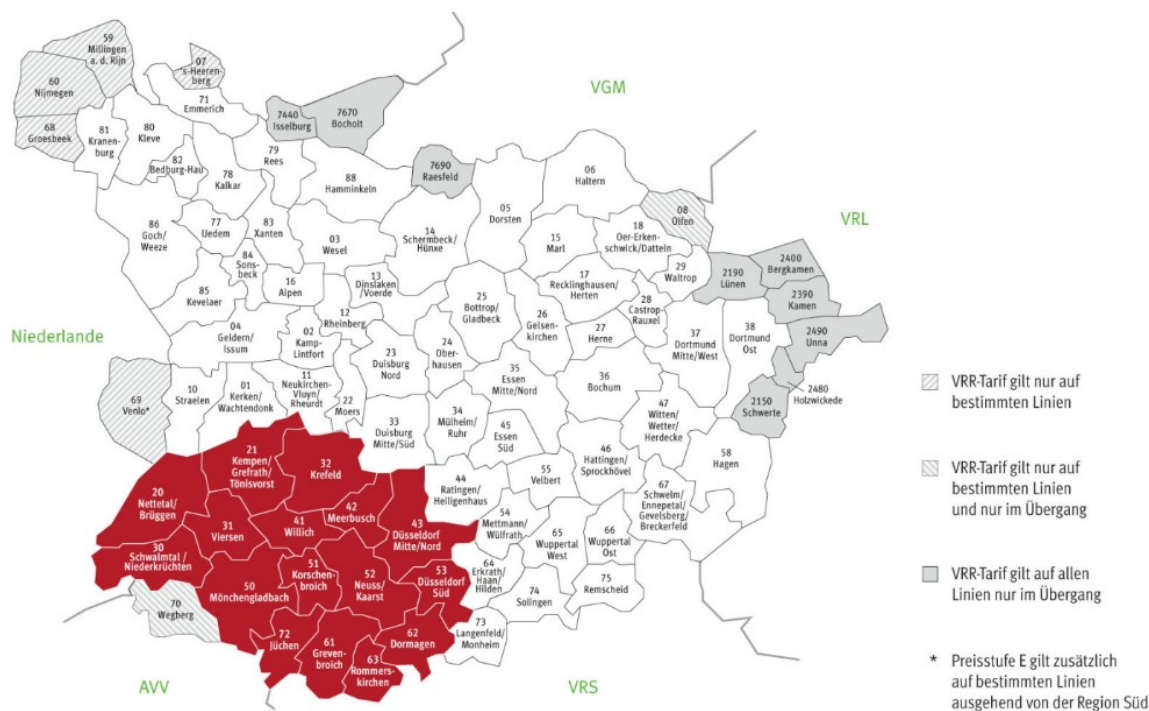 59
Millingen
a. d. Rijn
07
's-Heeren-
berg
60
Nijmegen
71
Emmerich
7440
Isselburg
7670
Bocholt
VGM
68
Groesbeek
81
Kranen-
burg
80
Kleve
82
Bedburg-Hau
78
Kalkar
79
Rees
88
Hamminkeln
7690
Raesfeld
06
Haltern
05
Dorsten
08
Olfen
VRL
86
Goch/
Weeze
77
Uedem
83
Xanten
03
Wesel
14
Schermbeck/
Hünxe
15
Marl
18
Oer-Erken-
schwick/Datteln
29
Waltrop
2190
Lünen
2400
Bergkamen
2390
Kamen
2490
Unna
2480
Holzwickede
2150
Schwerte
84
Sons-
beck
85
Kevelaer
16
Alpen
13
Dinslaken/
Voerde
17
Recklinghausen/
Herten
28
Castrop-
Rauxel
25
Bottrop/
Gladbeck
26
Gelsen-
kirchen
27
Herne
37
Dortmund
Mitte/West
38
Dortmund
Ost
Niederlande
04
Geldern/
Issum
02
Kamp-
Lintfort
12
Rheinberg
23
Duisburg
Nord
24
Ober-
hausen
35
Essen
Mitte/Nord
36
Bochum
69
Venlo*
10
Straelen
01
Kerken/
Wachtendonk
11
Neukirchen-
Vluyn/
Rheurdt
22
Moers
33
Duisburg
Mitte/Süd
34
Mülheim/
Ruhr
45
Essen
Süd
47
Witten/
Wetter/
Herdecke
46
Hattingen/
Sprockhövel
58
Hagen
21
Kempen/
Grefrath/
Tönisvorst
32
Krefeld
44
Ratingen/
Heiligenhaus
55
Velbert
67
Schwelm/
Ennepetal/
Gevelsberg/
Breckerfeld
20
Nettetal/
Brüggen
31
Viersen
41
Willich
42
Meerbusch
43
Düsseldorf
Mitte/Nord
54
Mettmann/
Wülfrath
65
Wuppertal
West
66
Wuppertal
Ost
30
Schwalmtal/
Niederkrüchten
50
Mönchengladbach
51
Korschen-
broich
52
Neuss/
Kaarst
53
Düsseldorf
Süd
64
Erkrath/
Haan/
Hilden
74
Solingen
75
Remscheid
70
Wegberg
72
Jüchen
61
Greven-
broich
62
Dormagen
63
Rommers-
kirchen
73
Langenfeld/
Monheim
AVV
VRS
VRR-Tarif gilt nur auf
bestimmten Linien
VRR-Tarif gilt nur auf
bestimmten Linien
und nur im Übergang
VRR-Tarif gilt auf allen
Linien nur im Übergang
* Preisstufe E gilt zusätzlich
auf bestimmten Linien
ausgehend von der Region Süd